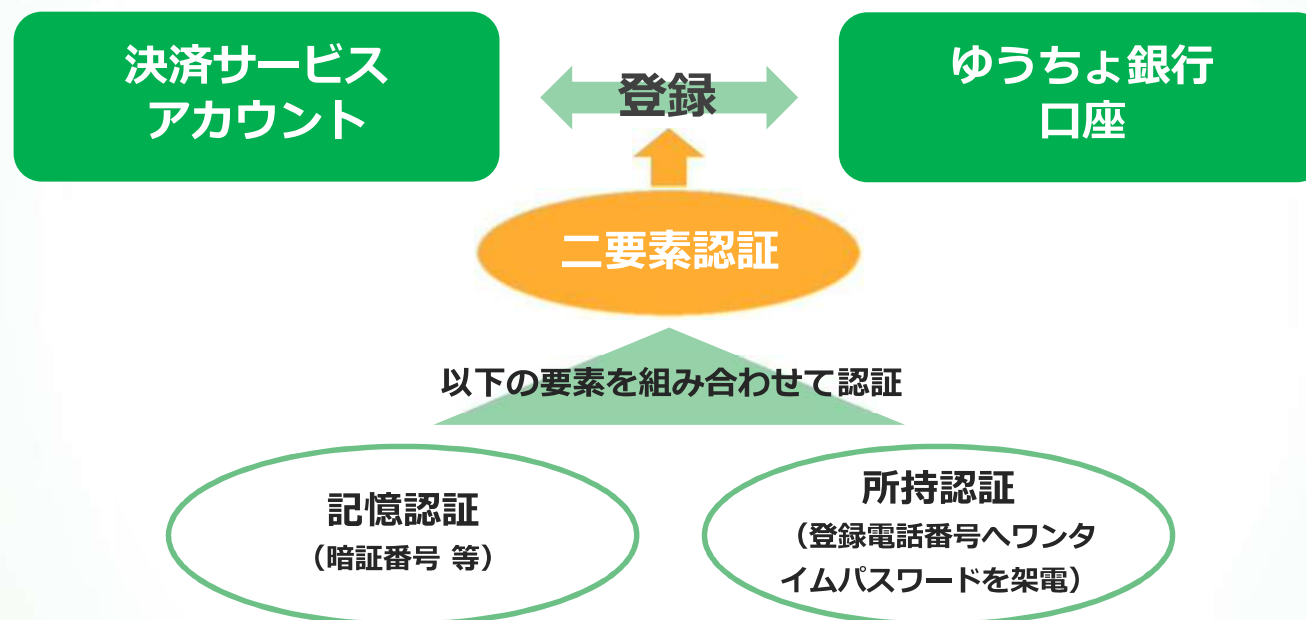 決済サービス
アカウント
登録
ゆうちょ銀行
口座
二要素認証
以下の要素を組み合わせて認証
記憶認証
（暗証番号 等）
所持認証
（登録電話番号へワンタ
イムパスワードを架電）